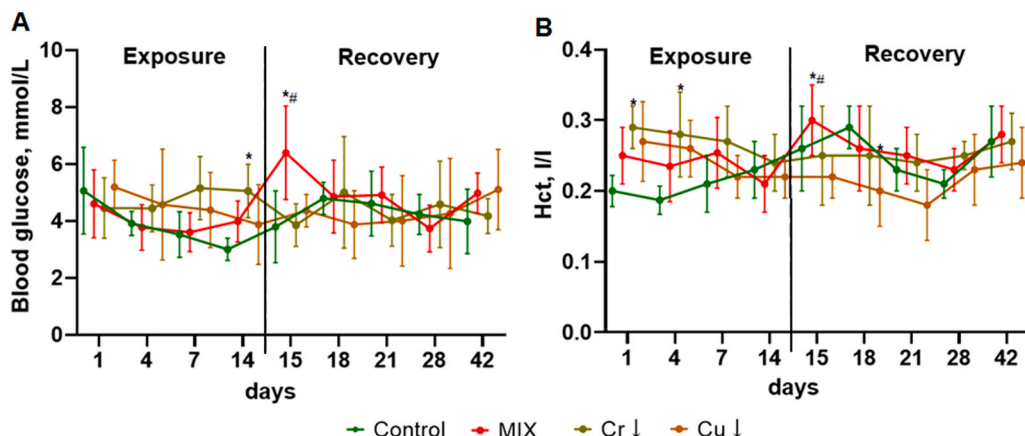 A
Exposure Recovery
Blood glucose, mmol/L
10
8
6
4
2
0
*#
*
1 4 7 14 15 18 21 28 42
days
B
Exposure Recovery
Hct, l/l
0.4
0.3
0.2
0.1
0.0
*
*
*#
*
1 4 7 14 15 18 21 28 42
days
Control MIX Cr ↓ Cu ↓